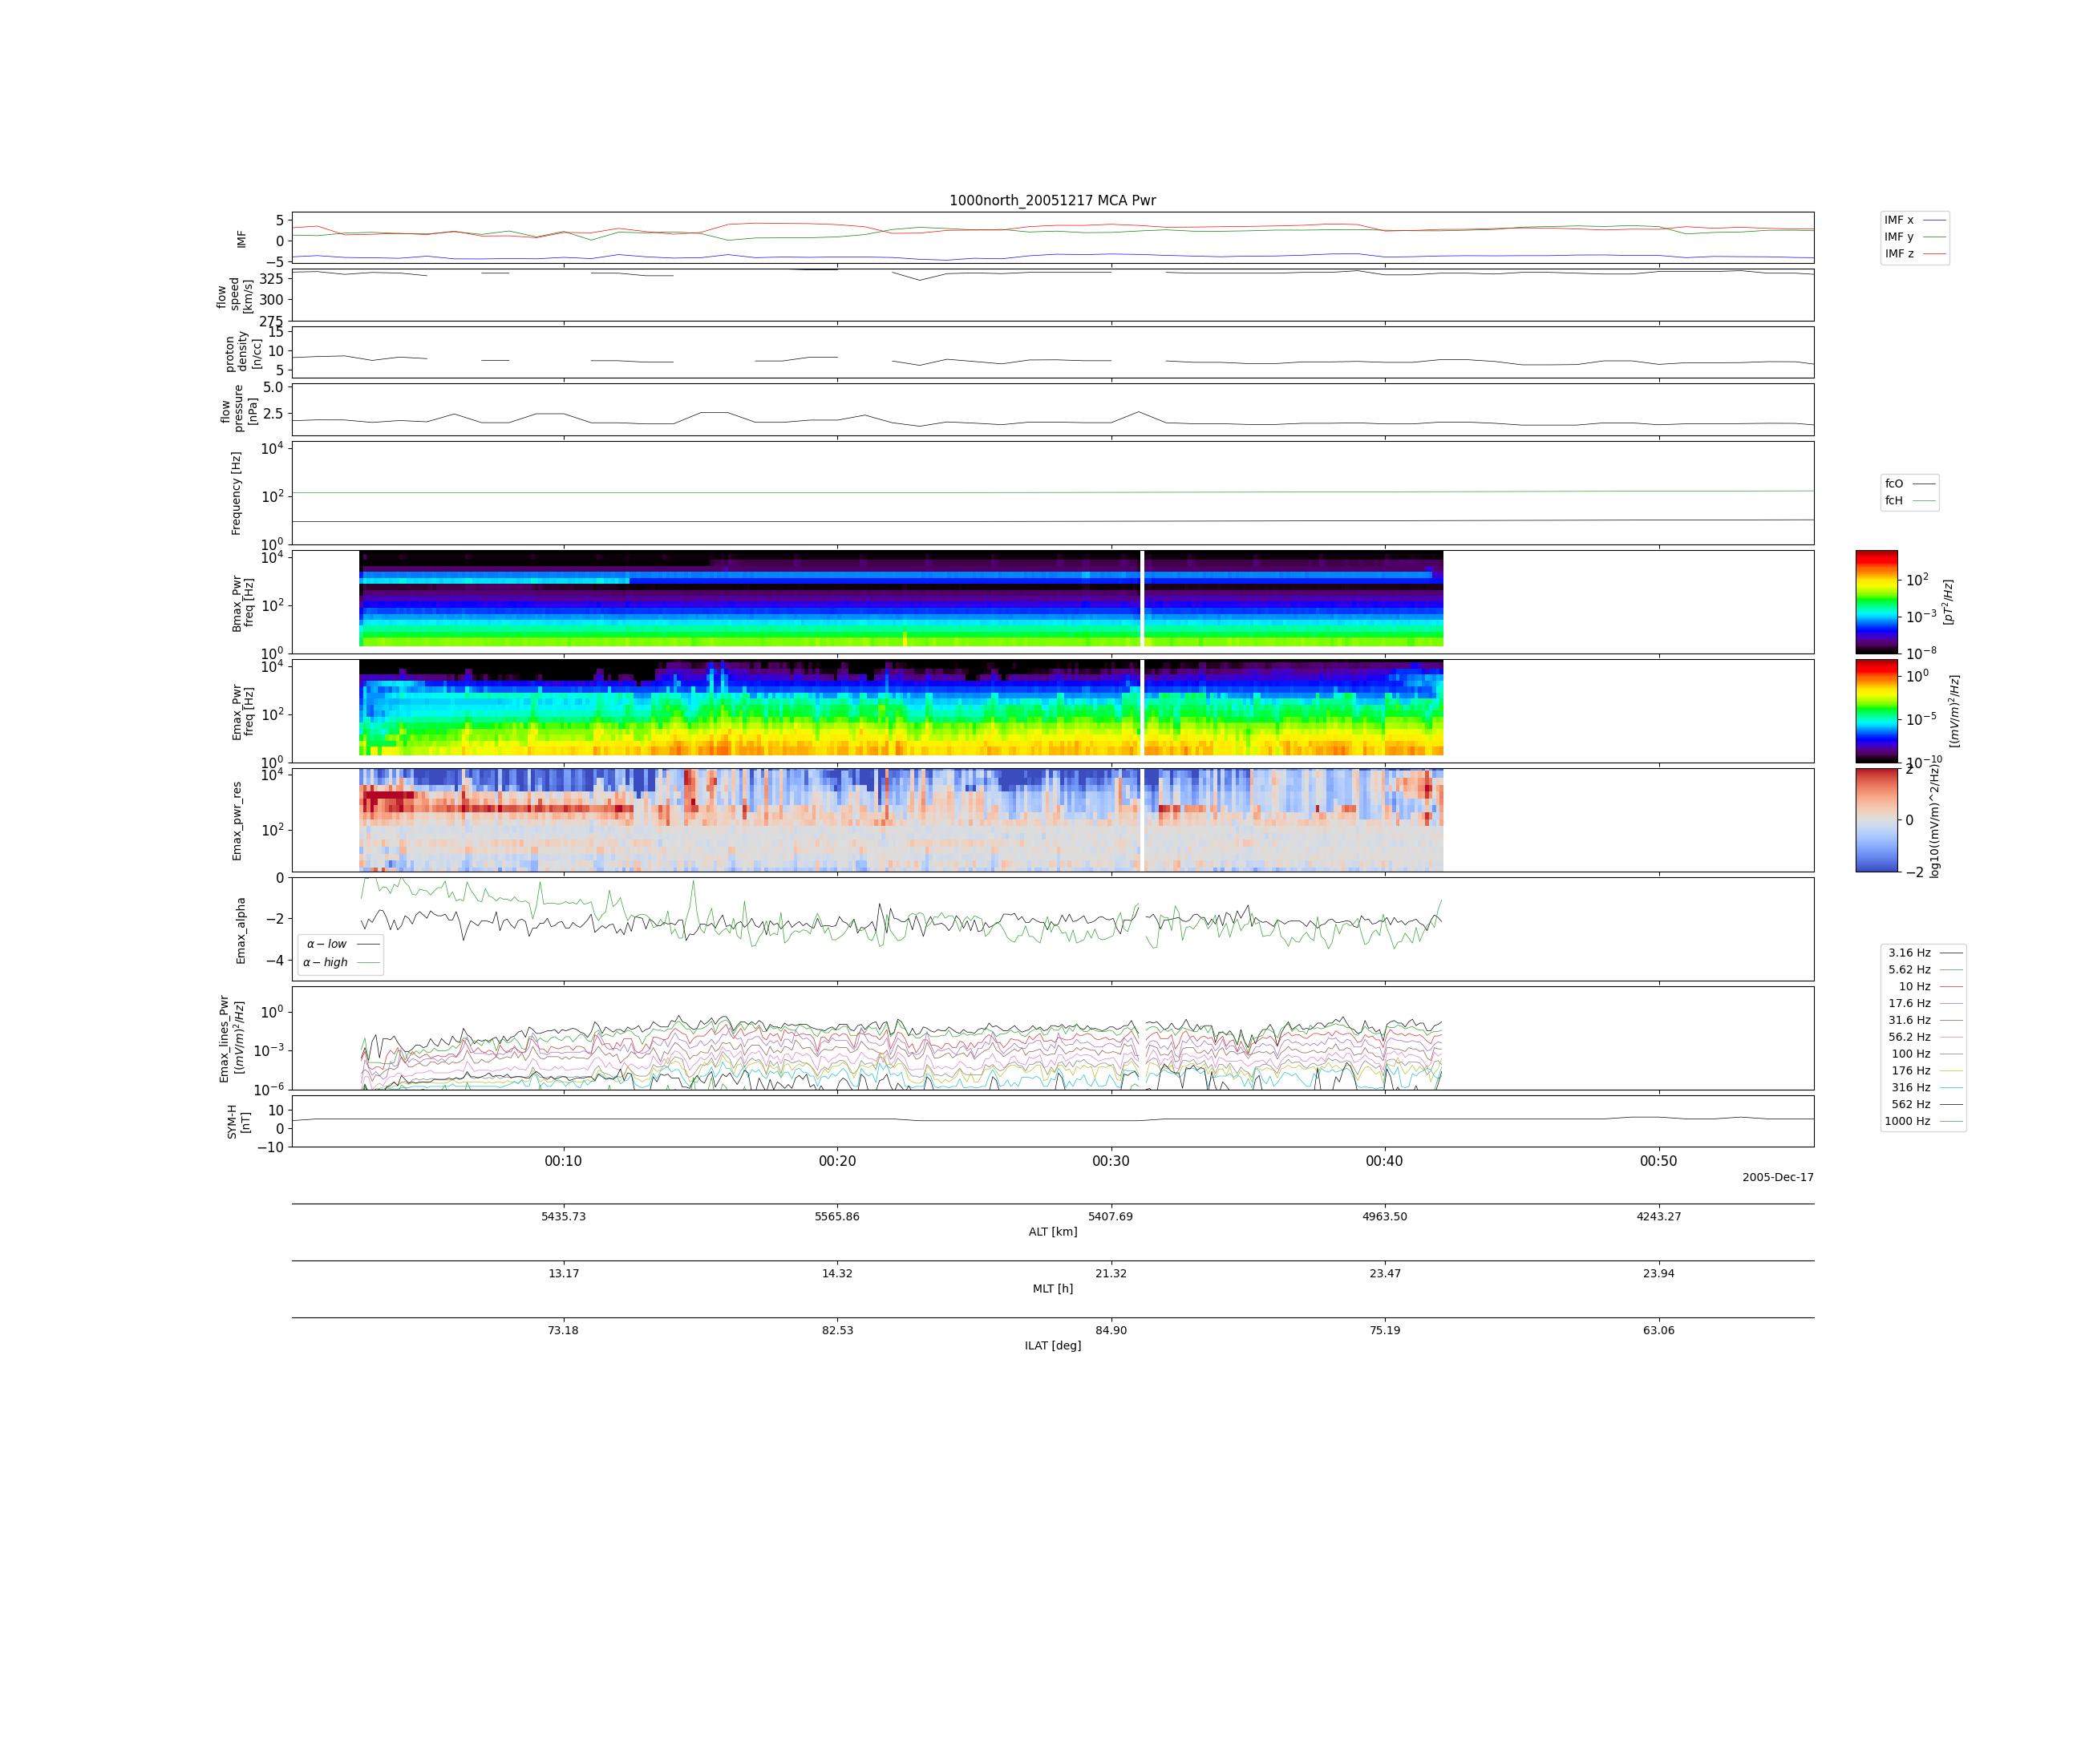 1000north_20051217 MCA Pwr
IMF
5
0
−5
IMF x
IMF y
IMF z
flow
speed
[km/s]
325
300
275
proton
density
[n/cc]
15
10
5
flow
pressure
[nPa]
5.0
2.5
Frequency [Hz]
10^4
10^2
10^0
fcO
fcH
Bmax_Pwr
freq [Hz]
10^4
10^2
10^0
10^2
10^−3
10^−8
[pT^2/Hz]
Emax_Pwr
freq [Hz]
10^4
10^2
10^0
10^0
10^−5
10^−10
[(mV/m)^2/Hz]
Emax_pwr_res
10^4
10^2
2
0
−2
log10((mV/m)^2/Hz)
Emax_alpha
0
−2
−4
α − low
α − high
Emax_lines_Pwr
[(mV/m)^2/Hz]
10^0
10^−3
10^−6
3.16 Hz
5.62 Hz
10 Hz
17.6 Hz
31.6 Hz
56.2 Hz
100 Hz
176 Hz
316 Hz
562 Hz
1000 Hz
SYM-H
[nT]
10
0
−10
00:10 00:20 00:30 00:40 00:50
2005-Dec-17
5435.73 5565.86 5407.69 4963.50 4243.27
ALT [km]
13.17 14.32 21.32 23.47 23.94
MLT [h]
73.18 82.53 84.90 75.19 63.06
ILAT [deg]